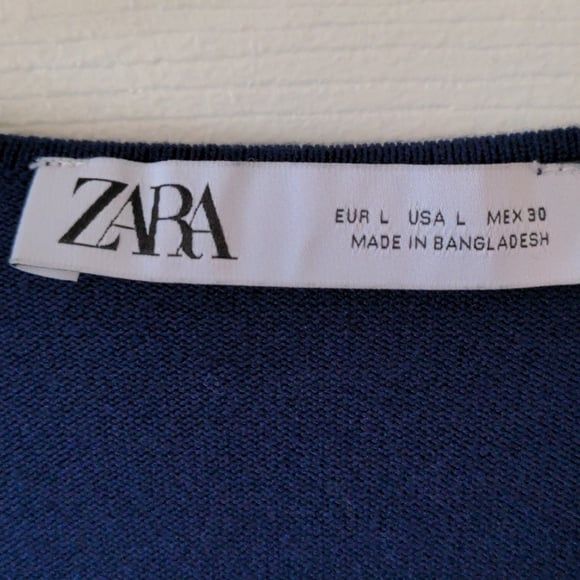 ZARA
EUR L USA L MEX 30
MADE IN BANGLADESH